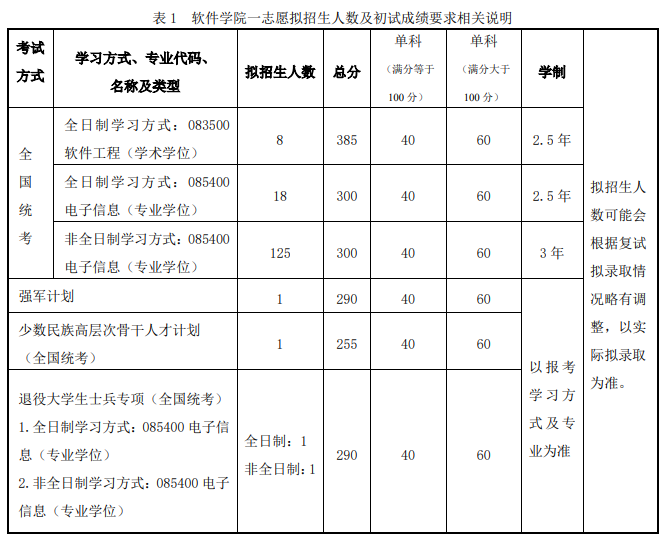 表 1 软件学院一志愿拟招生人数及初试成绩要求相关说明
考试
方式
学习方式、专业代码、
名称及类型
拟招生人数
总分
单科
（满分等于
100 分）
单科
（满分大于
100 分）
学制
全
国
统
考
全日制学习方式：083500
软件工程（学术学位）
8
385
40
60
2.5 年
全日制学习方式：085400
电子信息（专业学位）
18
300
40
60
2.5 年
非全日制学习方式：085400
电子信息（专业学位）
125
300
40
60
3 年
强军计划
1
290
40
60
少数民族高层次骨干人才计划
（全国统考）
1
255
40
60
退役大学生士兵专项（全国统考）
1.全日制学习方式：085400 电子信
息（专业学位）
2.非全日制学习方式：085400 电子
信息（专业学位）
全日制：1
非全日制：1
290
40
60
以报考
学习方
式及专
业为准
拟招生人
数可能会
根据复试
拟录取情
况略有调
整，以实
际拟录取
为准。